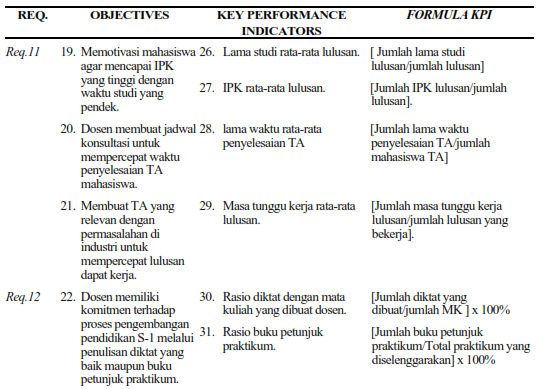 REQ. OBJECTIVES KEY PERFORMANCE INDICATORS FORMULA KPI
Req.11 19. Memotivasi mahasiswa
agar mencapai IPK
yang tinggi dengan
waktu studi yang
pendek.
26. Lama studi rata-rata lulusan.
[ Jumlah lama studi
lulusan/jumlah lulusan]
27. IPK rata-rata lulusan.
[Jumlah IPK lulusan/jumlah
lulusan].
20. Dosen membuat jadwal
konsultasi untuk
mempercepat waktu
penyelesaian TA
mahasiswa.
28. lama waktu rata-rata
penyelesaian TA
[Jumlah lama waktu
penyelesaian TA/jumlah
mahasiswa TA]
21. Membuat TA yang
relevan dengan
permasalahan di
industri untuk
mempercepat lulusan
dapat kerja.
29. Masa tunggu kerja rata-rata
lulusan.
[Jumlah masa tunggu kerja
lulusan/jumlah lulusan yang
bekerja].
Req.12 22. Dosen memiliki
komitmen terhadap
proses pengembangan
pendidikan S-1 melalui
penulisan diktat yang
baik maupun buku
petunjuk praktikum.
30. Rasio diktat dengan mata
kuliah yang dibuat dosen.
[Jumlah diktat yang
dibuat/jumlah MK ] x 100%
31. Rasio buku petunjuk
praktikum.
[Jumlah buku petunjuk
praktikum/Total praktikum yang
diselenggarakan] x 100%